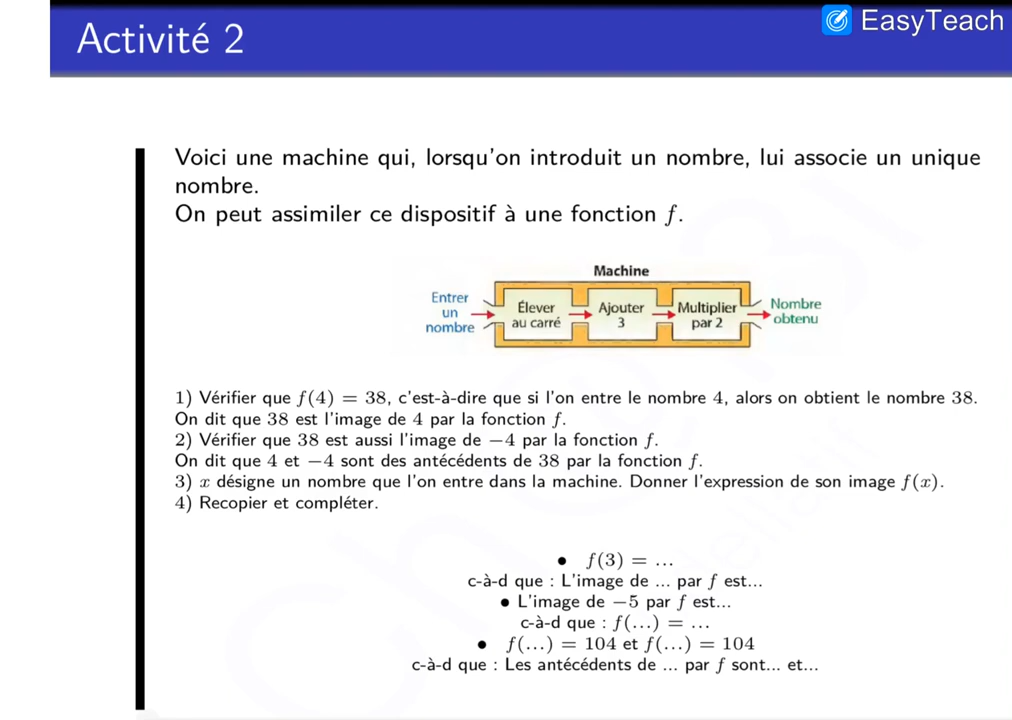 Activité 2
EasyTeach
Voici une machine qui, lorsqu'on introduit un nombre, lui associe un unique
nombre.
On peut assimiler ce dispositif à une fonction f.
Machine
Entrer
un
nombre
Élever
au carré
Ajouter
3
Multiplier
par 2
Nombre
obtenu
1) Vérifier que f(4) = 38, c'est-à-dire que si l'on entre le nombre 4, alors on obtient le nombre 38.
On dit que 38 est l'image de 4 par la fonction f.
2) Vérifier que 38 est aussi l'image de −4 par la fonction f.
On dit que 4 et −4 sont des antécédents de 38 par la fonction f.
3) x désigne un nombre que l'on entre dans la machine. Donner l'expression de son image f(x).
4) Recopier et compléter.
• f(3) = ...
c-à-d que : L'image de ... par f est...
• L'image de −5 par f est...
c-à-d que : f(...) = ...
• f(...) = 104 et f(...) = 104
c-à-d que : Les antécédents de ... par f sont... et...